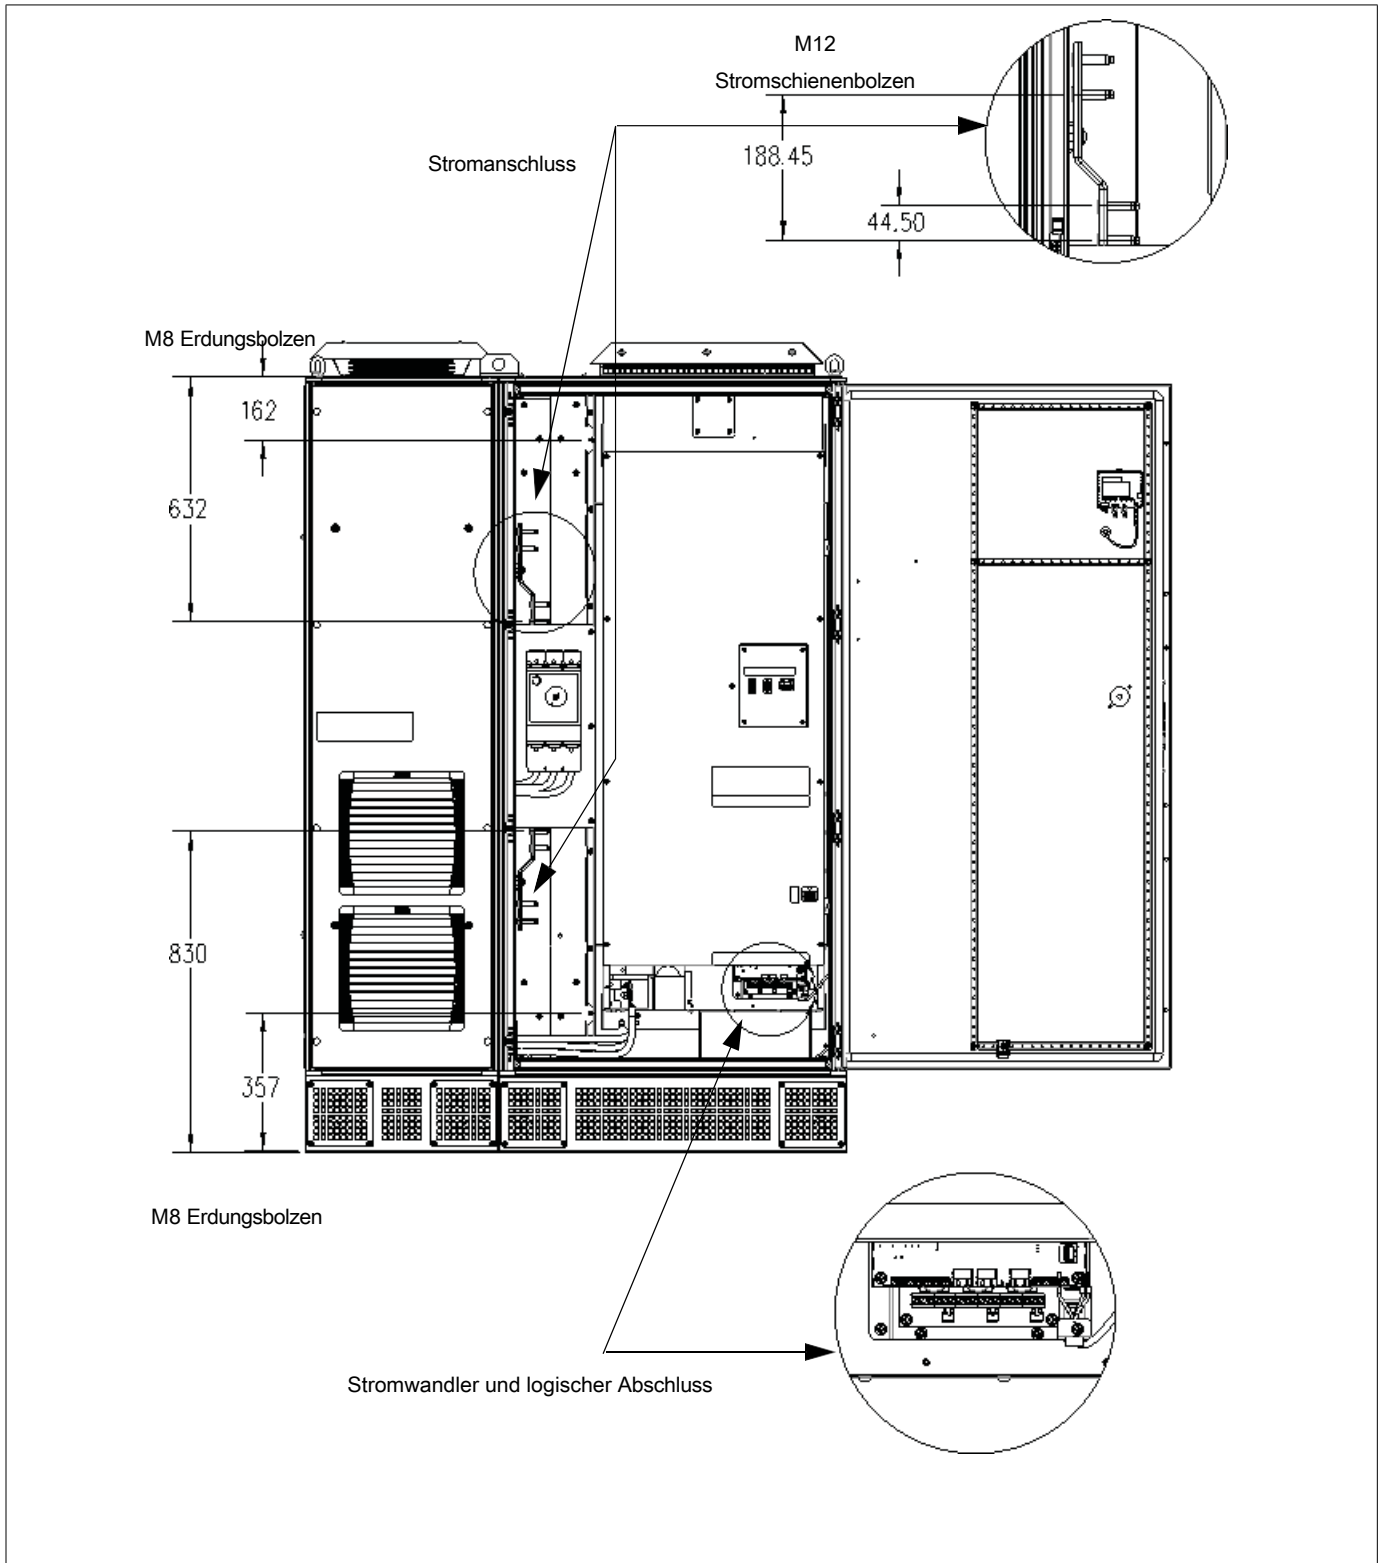 M12
Stromschienenbolzen
188.45
Stromanschluss
44.50
M8 Erdungsbolzen
162
632
830
357
M8 Erdungsbolzen
Stromwandler und logischer Abschluss